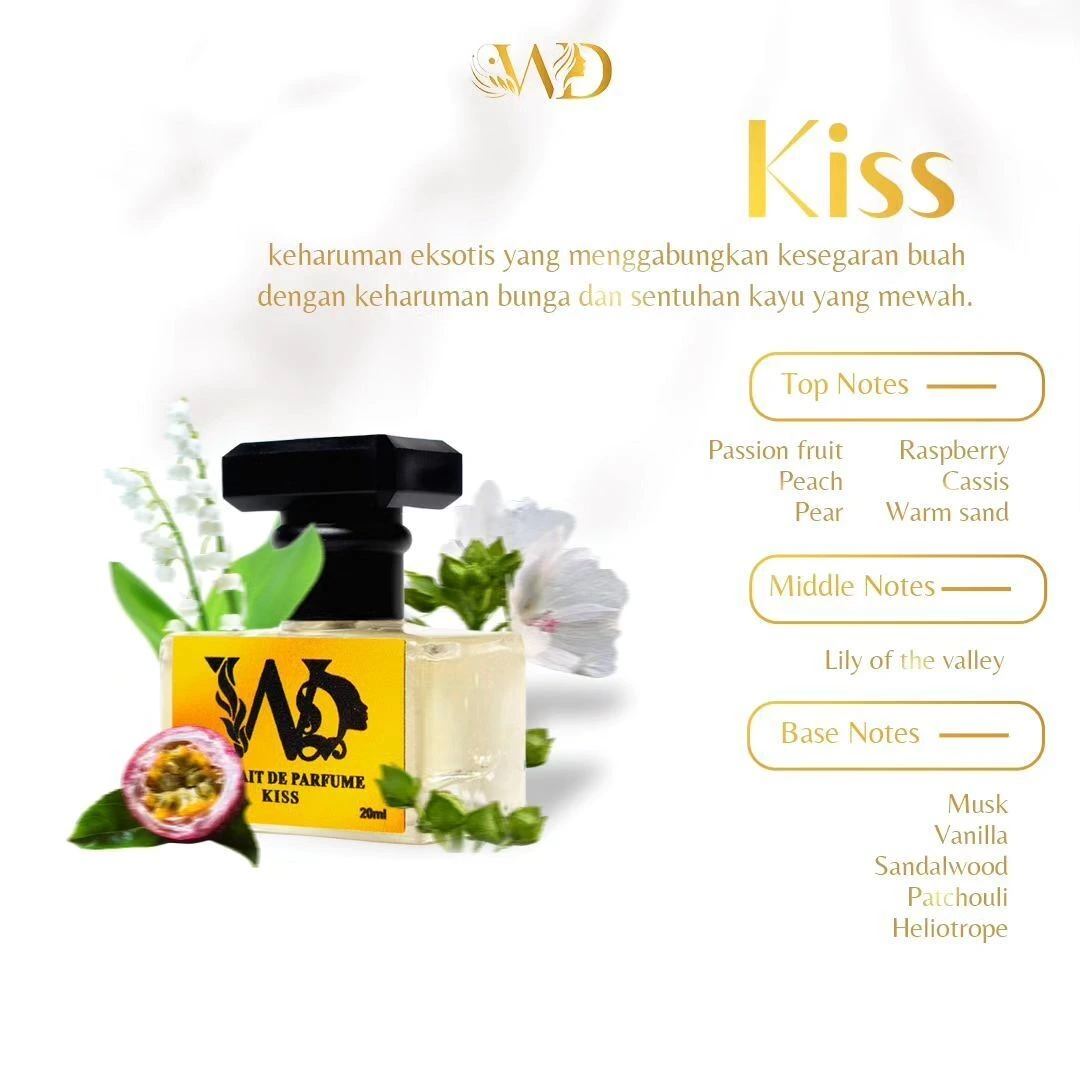 WD
Kiss
keharuman eksotis yang menggabungkan kesegaran buah
dengan keharuman bunga dan sentuhan kayu yang mewah.
Top Notes
Passion fruit Raspberry
Peach Cassis
Pear Warm sand
Middle Notes
Lily of the valley
Base Notes
Musk
Vanilla
Sandalwood
Patchouli
Heliotrope
WD
DE PARFUME
KISS
20ml